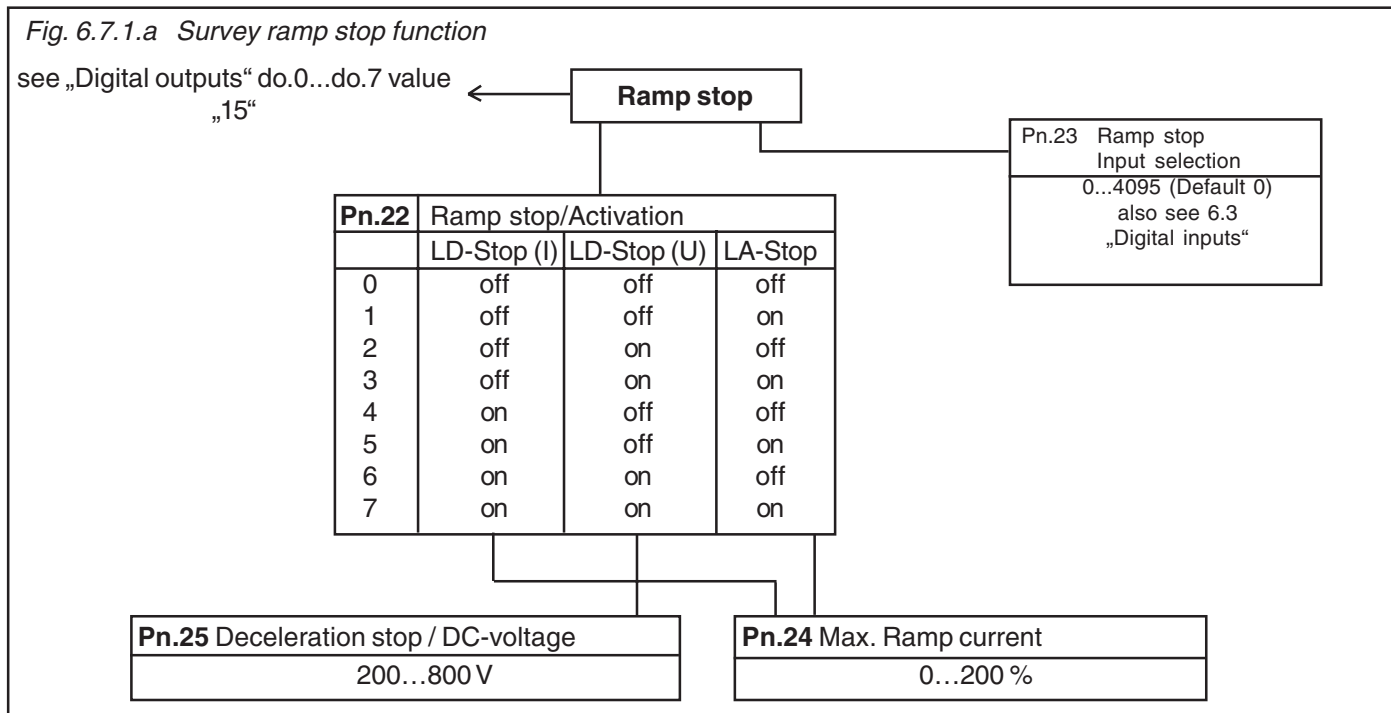 Fig. 6.7.1.a Survey ramp stop function
see „Digital outputs“ do.0...do.7 value
„15“
Ramp stop
Pn.23 Ramp stop
Input selection
0...4095 (Default 0)
also see 6.3
„Digital inputs“
Pn.22 Ramp stop/Activation
LD-Stop (I) LD-Stop (U) LA-Stop
0 off off off
1 off off on
2 off on off
3 off on on
4 on off off
5 on off on
6 on on off
7 on on on
Pn.25 Deceleration stop / DC-voltage
200...800 V
Pn.24 Max. Ramp current
0...200 %